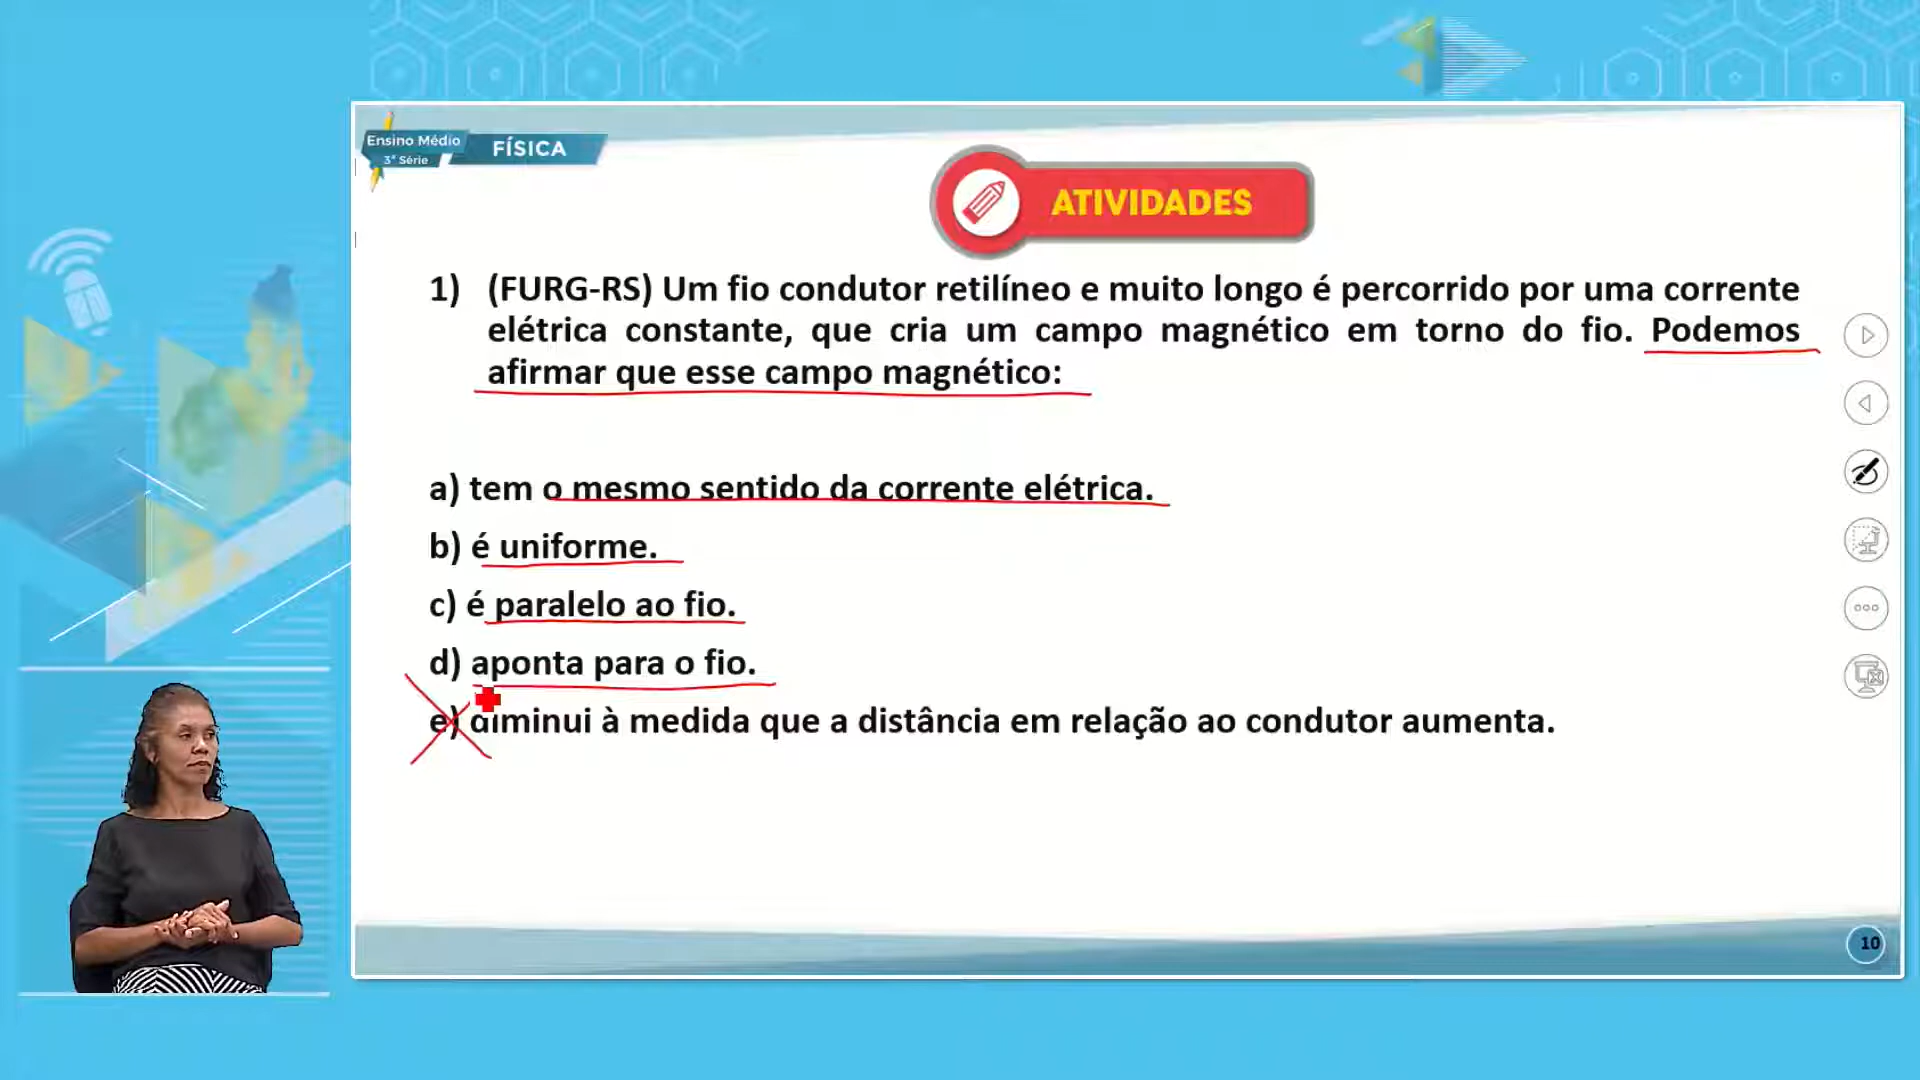 Ensino Médio
3ª Série
FÍSICA
ATIVIDADES
1) (FURG-RS) Um fio condutor retilíneo e muito longo é percorrido por uma corrente
elétrica constante, que cria um campo magnético em torno do fio. Podemos
afirmar que esse campo magnético:
a) tem o mesmo sentido da corrente elétrica.
b) é uniforme.
c) é paralelo ao fio.
d) aponta para o fio.
e) diminui à medida que a distância em relação ao condutor aumenta.
10